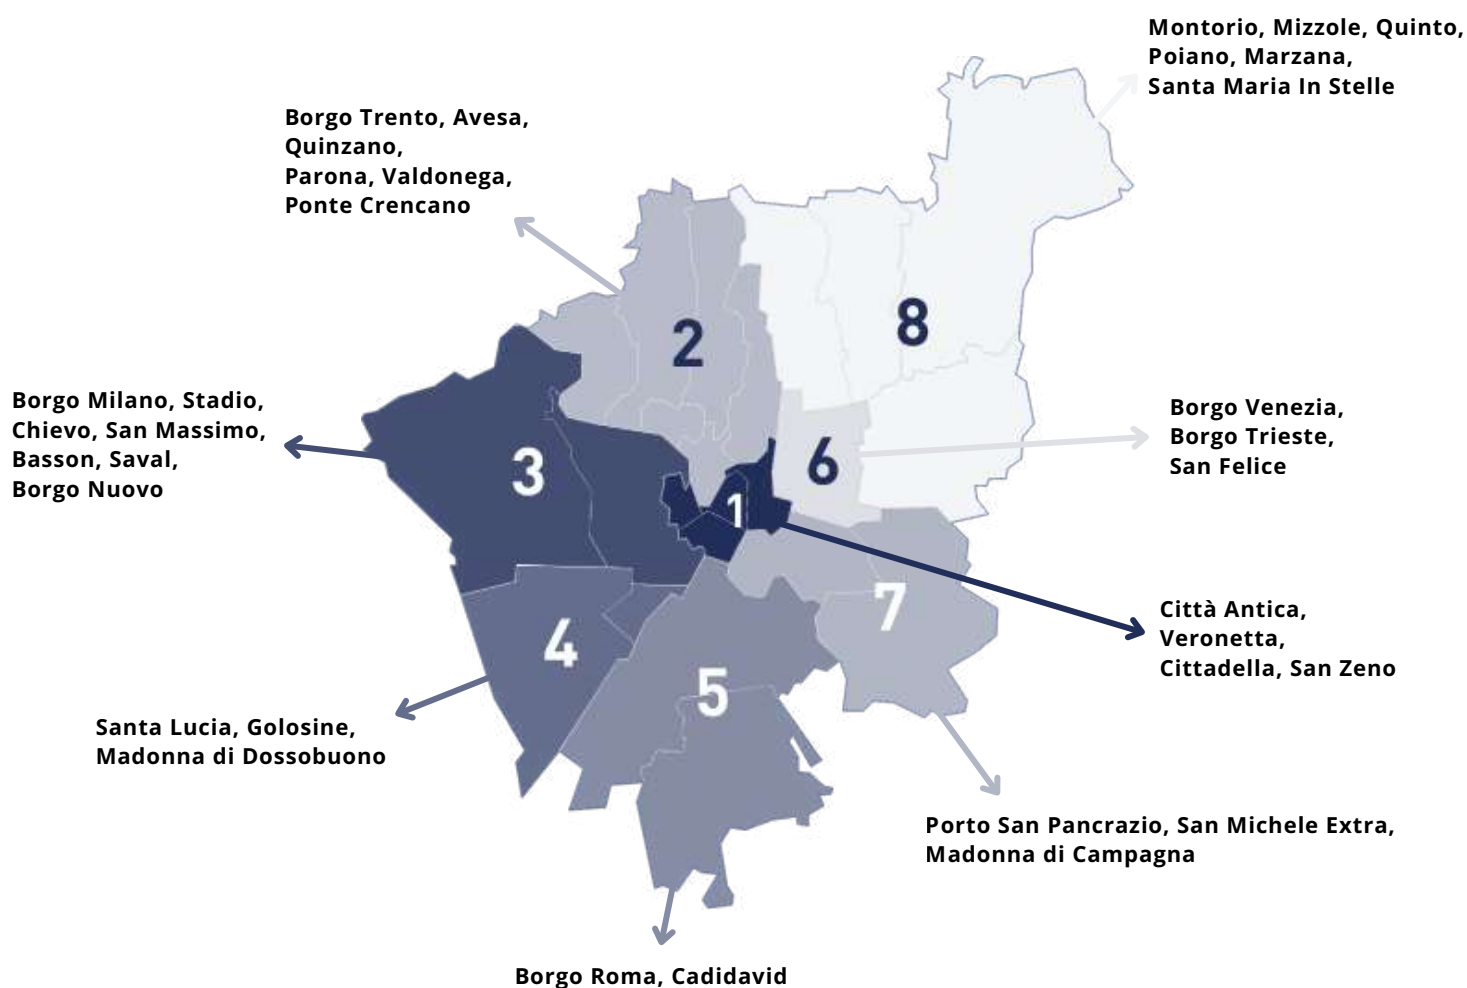 Montorio, Mizzole, Quinto,
Poiano, Marzana,
Santa Maria In Stelle
Borgo Trento, Avesa,
Quinzano,
Parona, Valdonega,
Ponte Crencano
8
2
Borgo Milano, Stadio,
Chievo, San Massimo,
Basson, Saval,
Borgo Nuovo
3
6
1
Borgo Venezia,
Borgo Trieste,
San Felice
Città Antica,
Veronetta,
Cittadella, San Zeno
7
4
5
Santa Lucia, Golosine,
Madonna di Dossobuono
Porto San Pancrazio, San Michele Extra,
Madonna di Campagna
Borgo Roma, Cadidavid